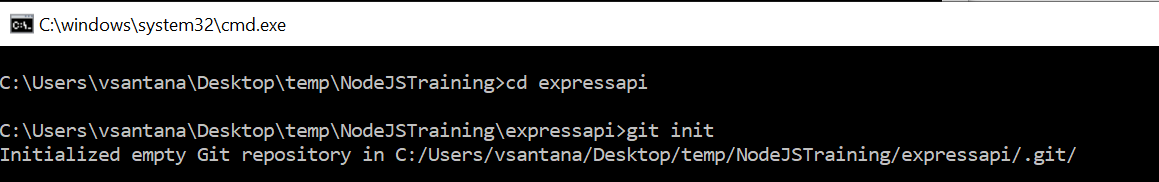 C:\windows\system32\cmd.exe
C:\Users\vsantana\Desktop\temp\NodeJSTraining>cd expressapi
C:\Users\vsantana\Desktop\temp\NodeJSTraining\expressapi>git init
Initialized empty Git repository in C:/Users/vsantana/Desktop/temp/NodeJSTraining/expressapi/.git/